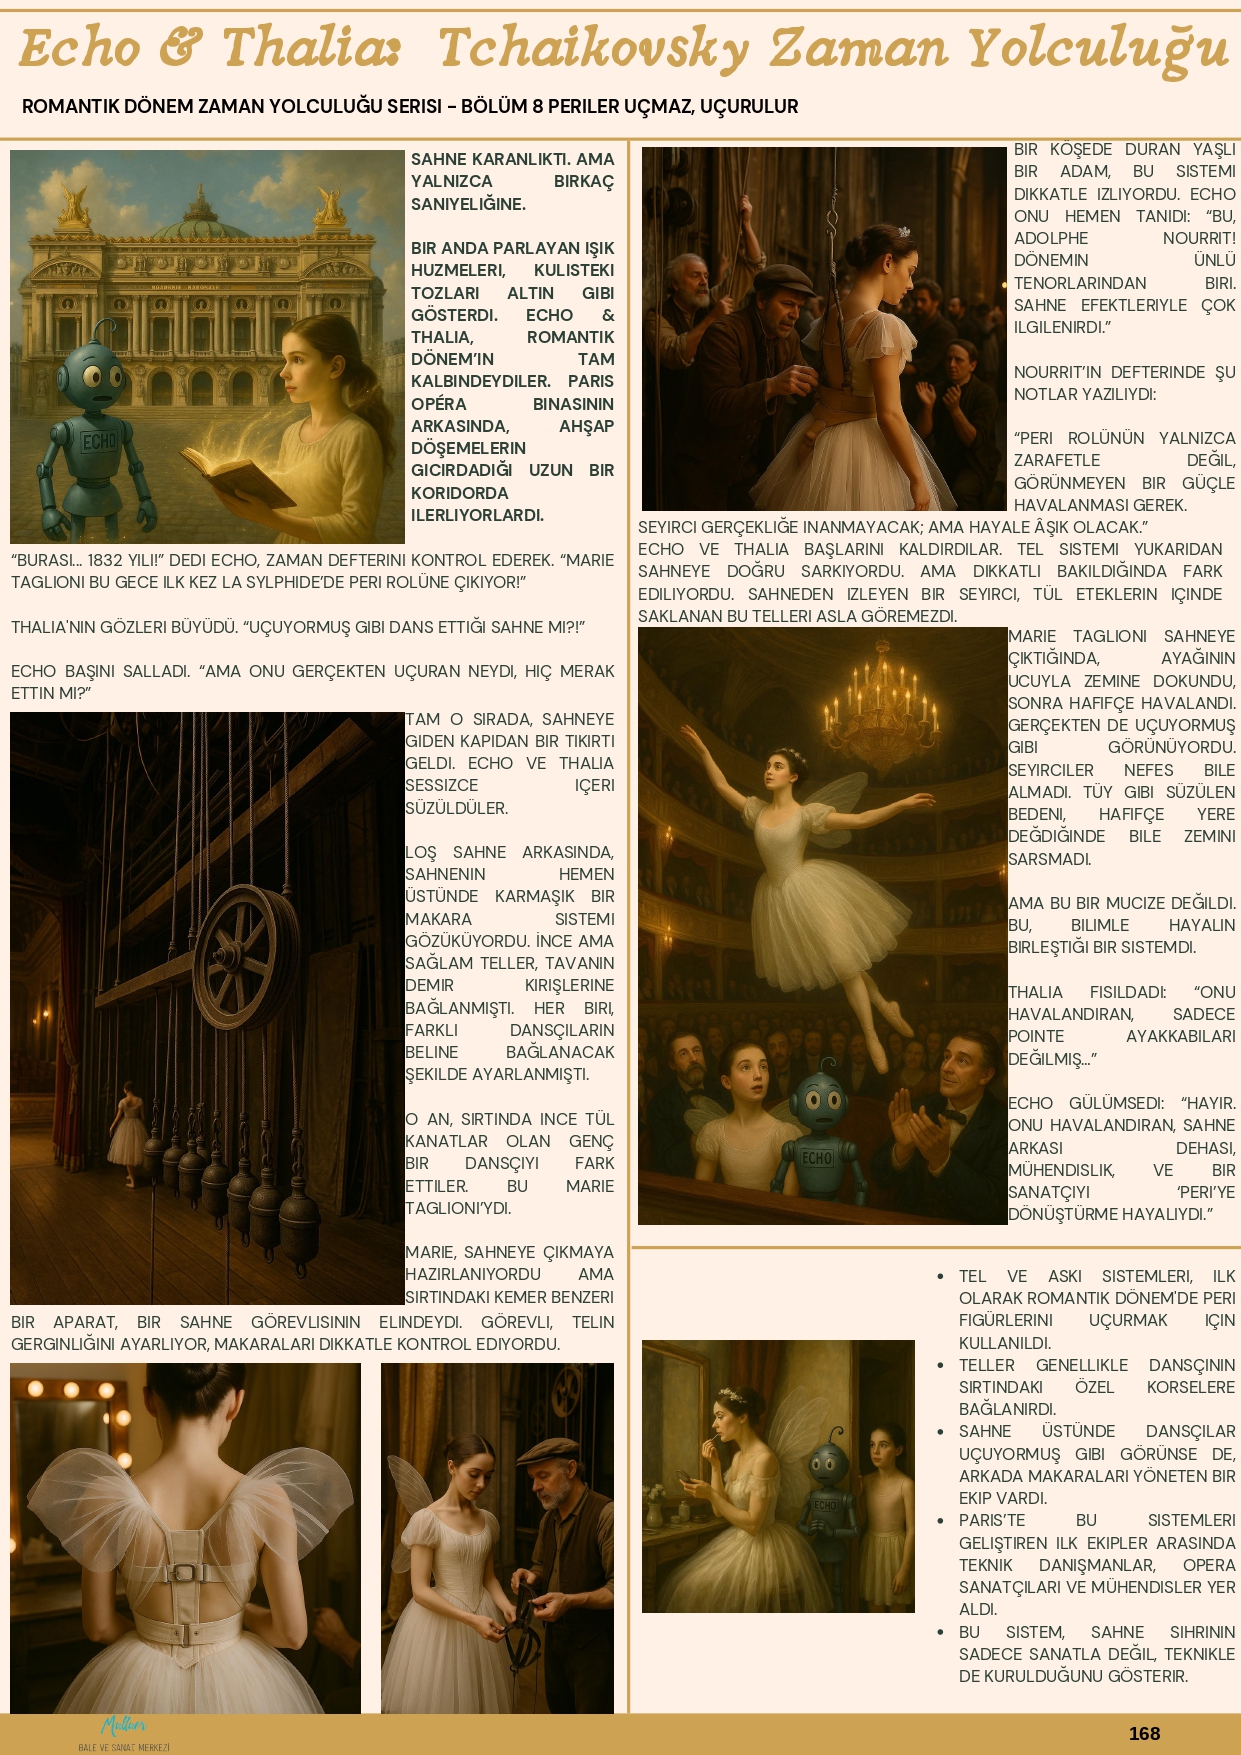 Echo & Thalia: Tchaikovsky Zaman Yolculuğu
ROMANTIK DÖNEM ZAMAN YOLCULUĞU SERISI - BÖLÜM 8 PERILER UÇMAZ, UÇURULUR
SAHNE KARANLIKTI. AMA
YALNIZCA BIRKAÇ
SANIYELIĞINE.
BIR ANDA PARLAYAN IŞIK
HUZMELERI, KULISTEKI
TOZLARI ALTIN GIBI
GÖSTERDI. ECHO &
THALIA, ROMANTIK
DÖNEM'IN TAM
KALBINDEYDILER. PARIS
OPÉRA BINASININ
ARKASINDA, AHŞAP
DÖŞEMELERIN
GICIRDADIĞI UZUN BIR
KORIDORDA
ILERLIYORLARDI.
ECHO
“BURASI... 1832 YILI!” DEDI ECHO, ZAMAN DEFTERINI KONTROL EDEREK. “MARIE
TAGLIONI BU GECE ILK KEZ LA SYLPHIDE’DE PERI ROLÜNE ÇIKIYOR!”
THALIA'NIN GÖZLERI BÜYÜDÜ. “UÇUYORMUŞ GIBI DANS ETTIĞI SAHNE MI?!”
ECHO BAŞINI SALLADI. “AMA ONU GERÇEKTEN UÇURAN NEYDI, HIÇ MERAK
ETTIN MI?”
TAM O SIRADA, SAHNEYE
GIDEN KAPIDAN BIR TIKIRTI
GELDI. ECHO VE THALIA
SESSIZCE IÇERI
SÜZÜLDÜLER.
LOŞ SAHNE ARKASINDA,
SAHNENIN HEMEN
ÜSTÜNDE KARMAŞIK BIR
MAKARA SISTEMI
GÖZÜKÜYORDU. İNCE AMA
SAĞLAM TELLER, TAVANIN
DEMIR KIRIŞLERINE
BAĞLANMIŞTI. HER BIRI,
FARKLI DANSÇILARIN
BELINE BAĞLANACAK
ŞEKILDE AYARLANMIŞTI.
O AN, SIRTINDA INCE TÜL
KANATLAR OLAN GENÇ
BIR DANSÇIYI FARK
ETTILER. BU MARIE
TAGLIONI’YDI.
MARIE, SAHNEYE ÇIKMAYA
HAZIRLANIYORDU AMA
SIRTINDAKI KEMER BENZERI
BIR APARAT, BIR SAHNE GÖREVLISININ ELINDEYDI. GÖREVLI, TELIN
GERGINLIĞINI AYARLIYOR, MAKARALARI DIKKATLE KONTROL EDIYORDU.
BIR KÖŞEDE DURAN YAŞLI
BIR ADAM, BU SISTEMI
DIKKATLE IZLIYORDU. ECHO
ONU HEMEN TANIDI: “BU,
ADOLPHE NOURRIT!
DÖNEMIN ÜNLÜ
TENORLARINDAN BIRI.
SAHNE EFEKTLERIYLE ÇOK
ILGILENIRDI.”
NOURRIT’IN DEFTERINDE ŞU
NOTLAR YAZILIYDI:
“PERI ROLÜNÜN YALNIZCA
ZARAFETLE DEĞIL,
GÖRÜNMEYEN BIR GÜÇLE
HAVALANMASI GEREK.
SEYIRCI GERÇEKLIĞE INANMAYACAK; AMA HAYALE ÂŞIK OLACAK.”
ECHO VE THALIA BAŞLARINI KALDIRDILAR. TEL SISTEMI YUKARIDAN
SAHNEYE DOĞRU SARKIYORDU. AMA DIKKATLI BAKILDIĞINDA FARK
EDILIYORDU. SAHNEDEN IZLEYEN BIR SEYIRCI, TÜL ETEKLERIN IÇINDE
SAKLANAN BU TELLERI ASLA GÖREMEZDI.
MARIE TAGLIONI SAHNEYE
ÇIKTIĞINDA, AYAĞININ
UCUYLA ZEMINE DOKUNDU,
SONRA HAFIFÇE HAVALANDI.
GERÇEKTEN DE UÇUYORMUŞ
GIBI GÖRÜNÜYORDU.
SEYIRCILER NEFES BILE
ALMADI. TÜY GIBI SÜZÜLEN
BEDENI, HAFIFÇE YERE
DEĞDIĞINDE BILE ZEMINI
SARSMADI.
AMA BU BIR MUCIZE DEĞILDI.
BU, BILIMLE HAYALIN
BIRLEŞTIĞI BIR SISTEMDI.
THALIA FISILDADI: “ONU
HAVALANDIRAN, SADECE
POINTE AYAKKABILARI
DEĞILMIŞ...”
ECHO GÜLÜMSEDI: “HAYIR.
ONU HAVALANDIRAN, SAHNE
ARKASI DEHASI,
MÜHENDISLIK, VE BIR
SANATÇIYI ‘PERI’YE
DÖNÜŞTÜRME HAYALIYDI.”
ECHO
• TEL VE ASKI SISTEMLERI, ILK
OLARAK ROMANTIK DÖNEM'DE PERI
FIGÜRLERINI UÇURMAK IÇIN
KULLANILDI.
• TELLER GENELLIKLE DANSÇININ
SIRTINDAKI ÖZEL KORSELERE
BAĞLANIRDI.
• SAHNE ÜSTÜNDE DANSÇILAR
UÇUYORMUŞ GIBI GÖRÜNSE DE,
ARKADA MAKARALARI YÖNETEN BIR
EKIP VARDI.
• PARIS’TE BU SISTEMLERI
GELIŞTIREN ILK EKIPLER ARASINDA
TEKNIK DANIŞMANLAR, OPERA
SANATÇILARI VE MÜHENDISLER YER
ALDI.
• BU SISTEM, SAHNE SIHRININ
SADECE SANATLA DEĞIL, TEKNIKLE
DE KURULDUĞUNU GÖSTERIR.
ECHO
BALE VE SANAT MERKEZİ
168